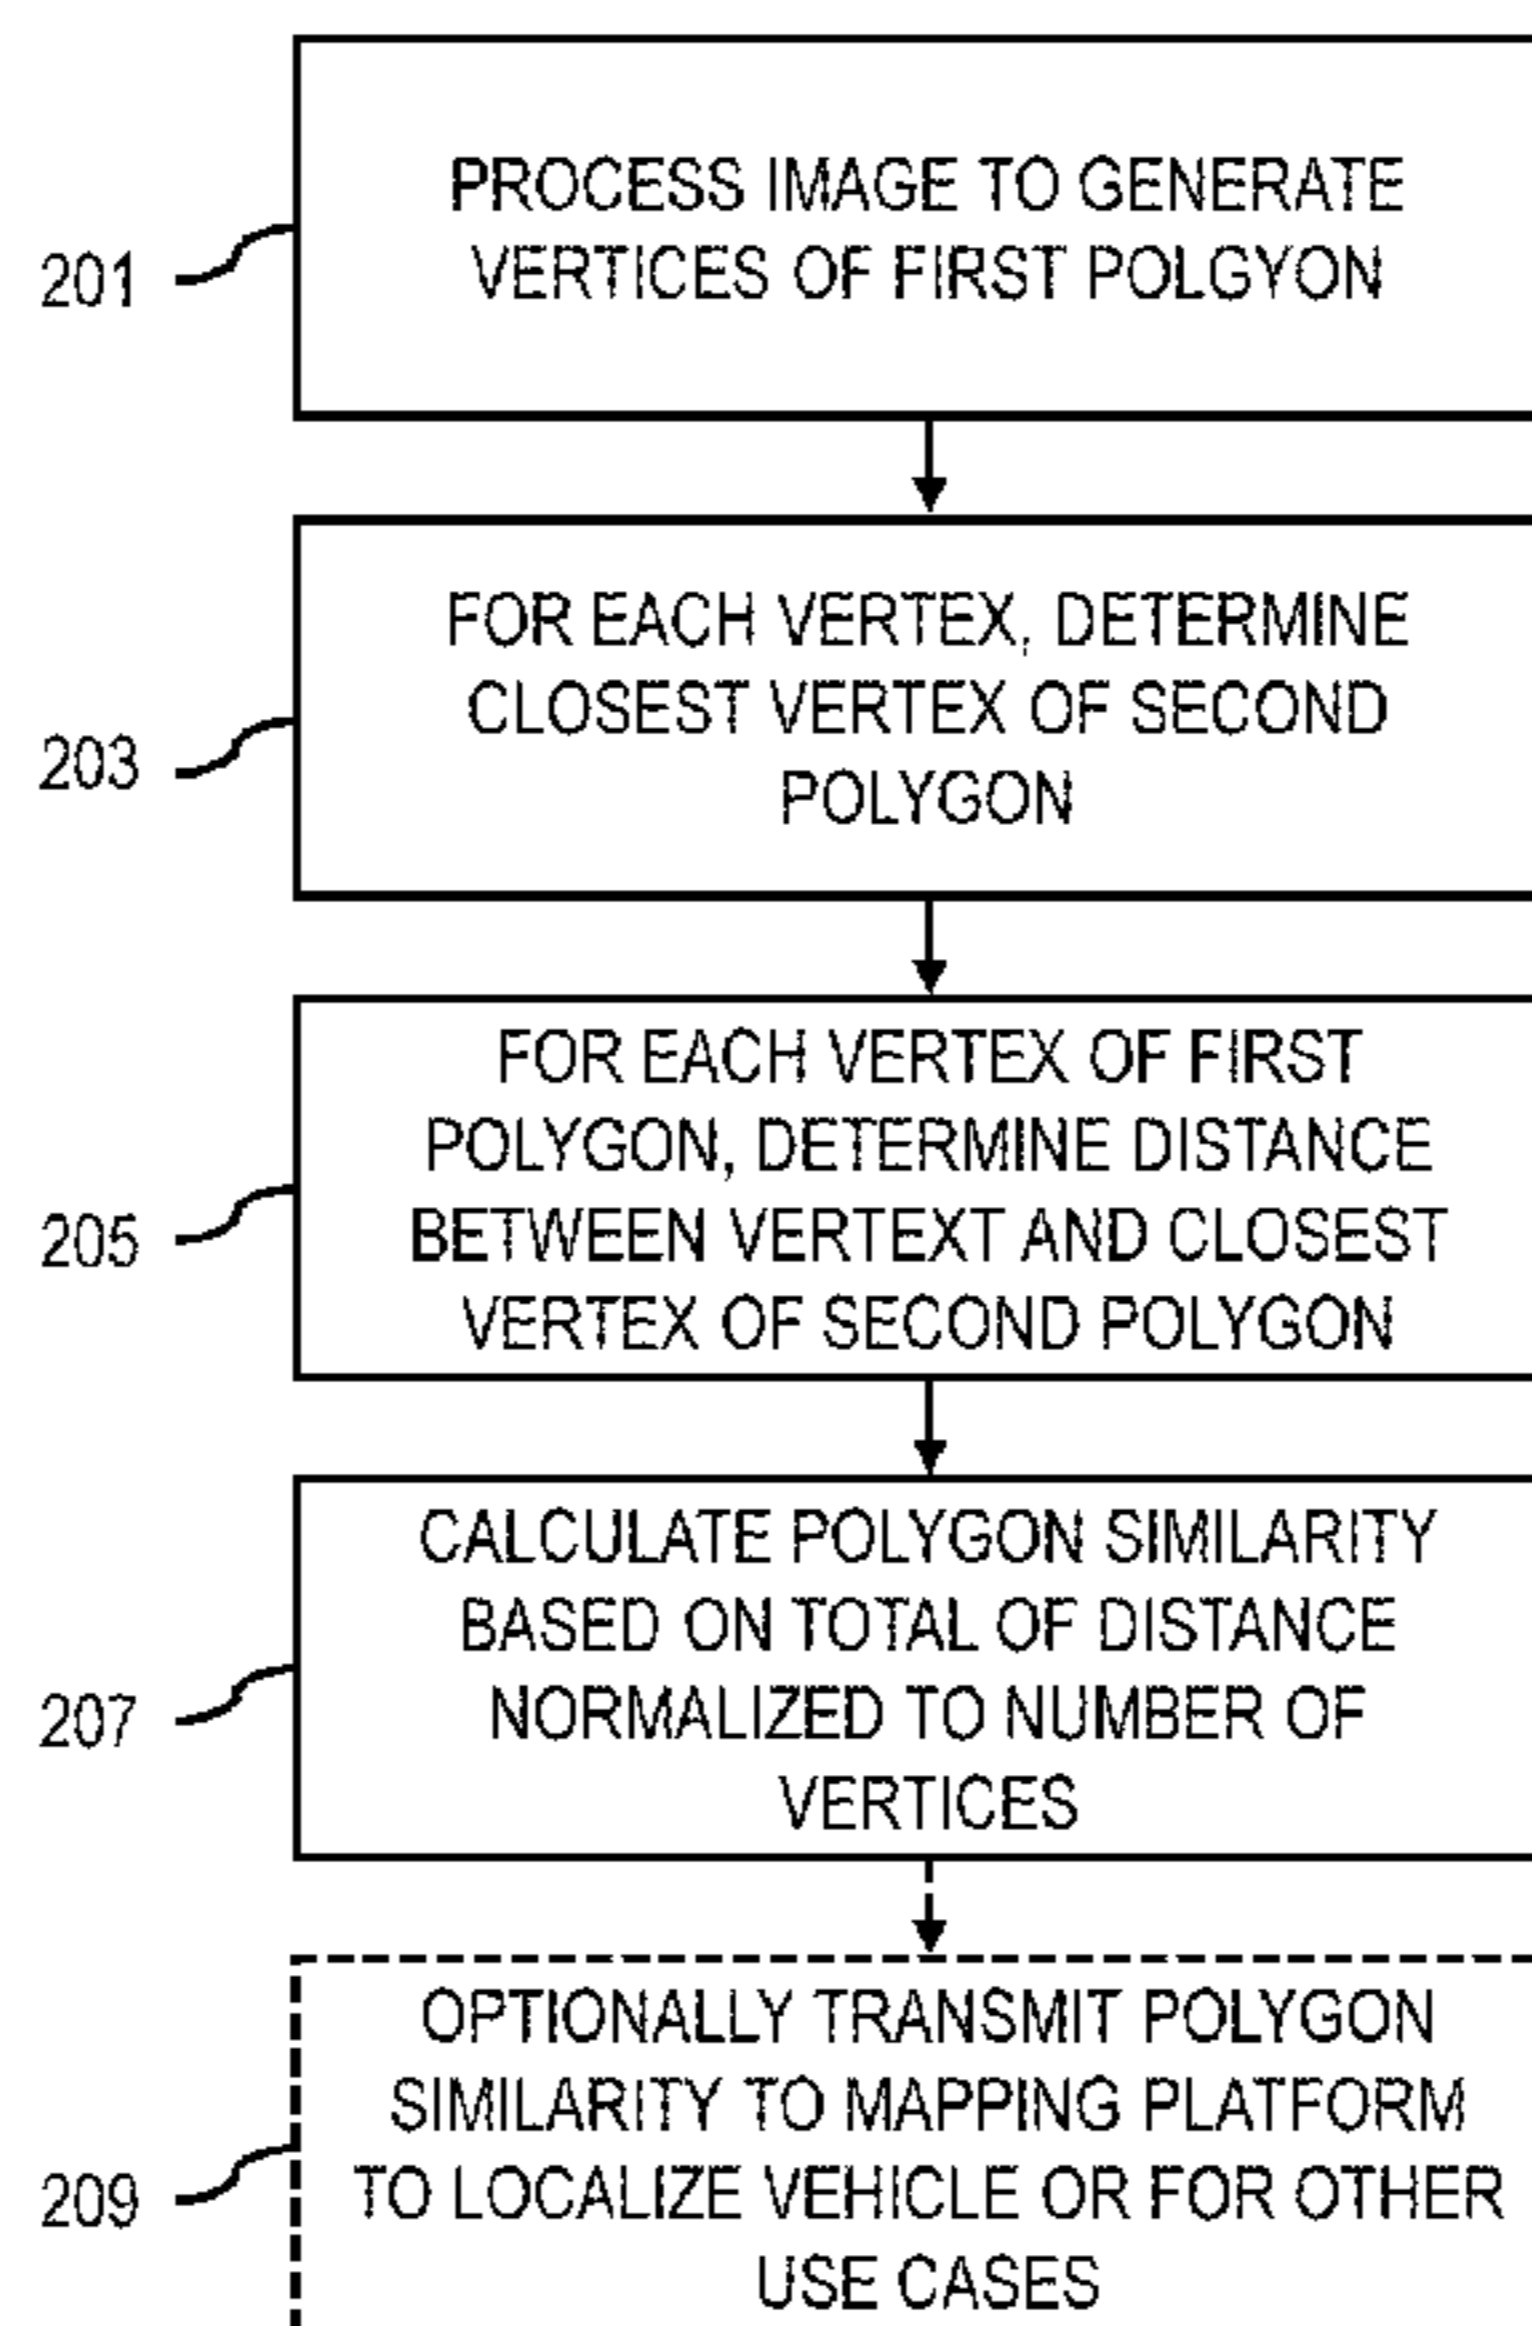 PROCESS IMAGE TO GENERATE
VERTICES OF FIRST POLGYON
201
FOR EACH VERTEX, DETERMINE
CLOSEST VERTEX OF SECOND
POLYGON
203
FOR EACH VERTEX OF FIRST
POLYGON, DETERMINE DISTANCE
BETWEEN VERTEXT AND CLOSEST
VERTEX OF SECOND POLYGON
205
CALCULATE POLYGON SIMILARITY
BASED ON TOTAL OF DISTANCE
NORMALIZED TO NUMBER OF
VERTICES
207
OPTIONALLY TRANSMIT POLYGON
SIMILARITY TO MAPPING PLATFORM
TO LOCALIZE VEHICLE OR FOR OTHER
USE CASES
209